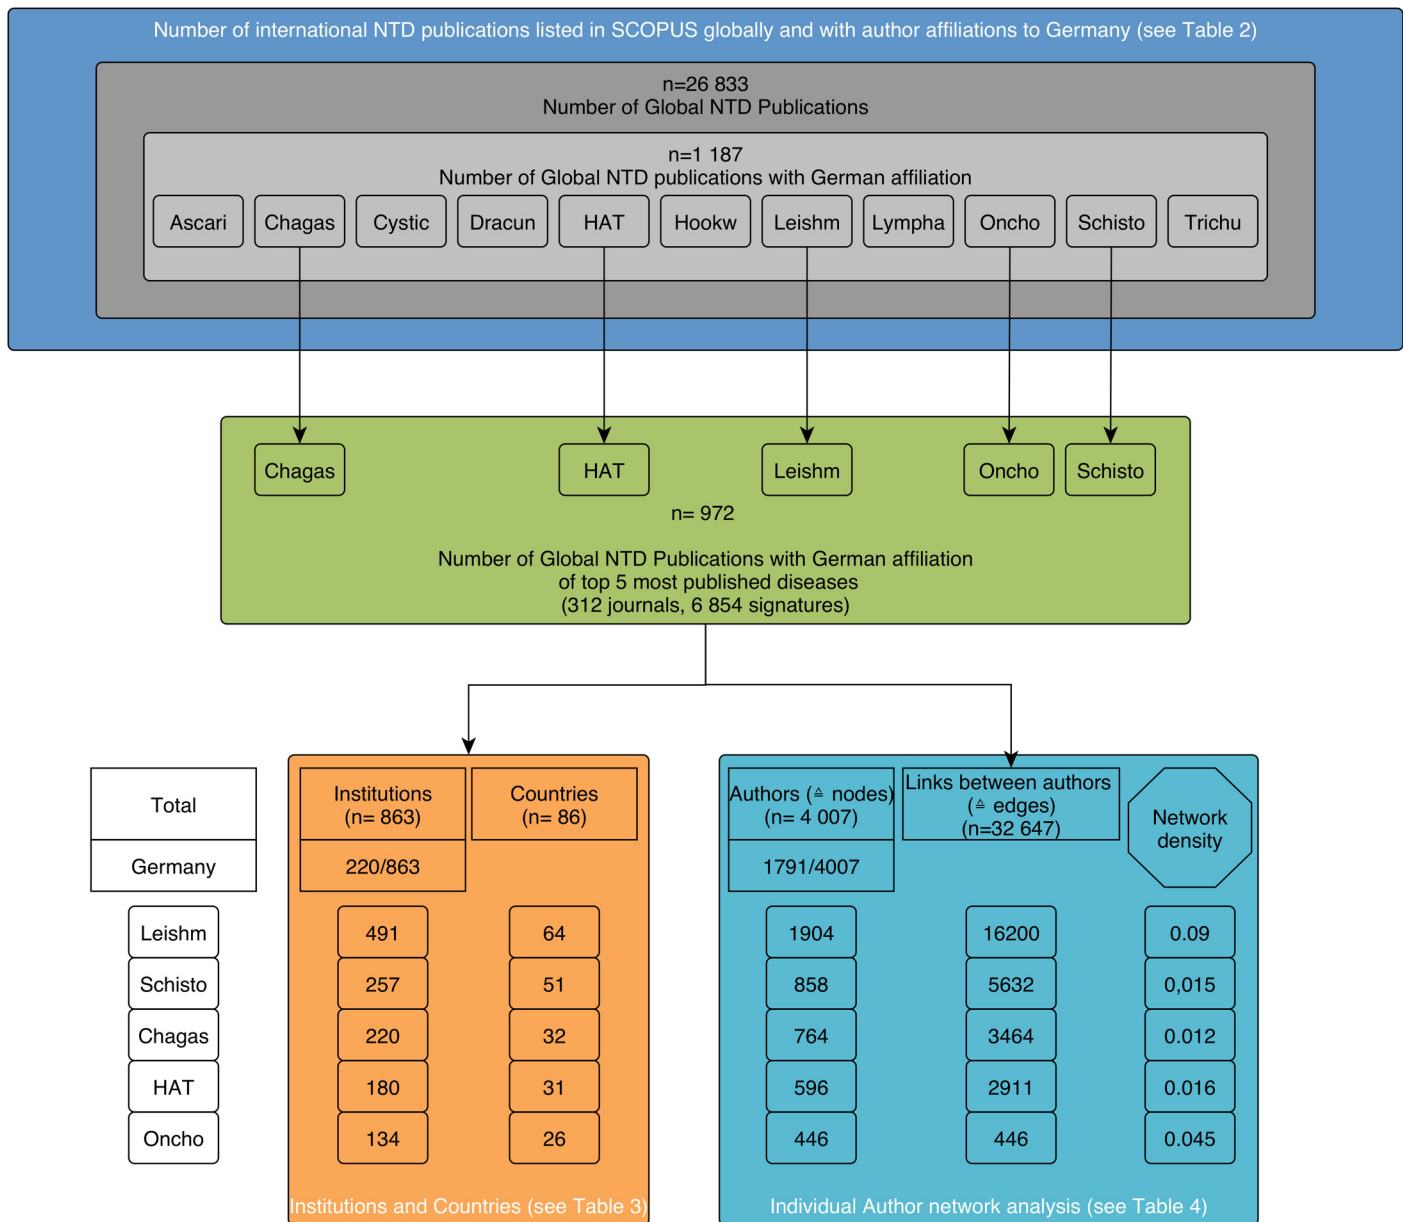 Number of international NTD publications listed in SCOPUS globally and with author affiliations to Germany (see Table 2)
n=26 833
Number of Global NTD Publications
n=1 187
Number of Global NTD publications with German affiliation
Ascari Chagas Cystic Dracun HAT Hookw Leishm Lympha Oncho Schisto Trichu
Chagas HAT Leishm Oncho Schisto
n= 972
Number of Global NTD Publications with German affiliation
of top 5 most published diseases
(312 journals, 6 854 signatures)
Total
Germany
Institutions
(n= 863)
220/863
Countries
(n= 86)
Authors (≙ nodes)
(n= 4 007)
1791/4007
Links between authors
(≙ edges)
(n=32 647)
Network
density
Leishm 491 64 1904 16200 0.09
Schisto 257 51 858 5632 0,015
Chagas 220 32 764 3464 0.012
HAT 180 31 596 2911 0.016
Oncho 134 26 446 446 0.045
Institutions and Countries (see Table 3)
Individual Author network analysis (see Table 4)